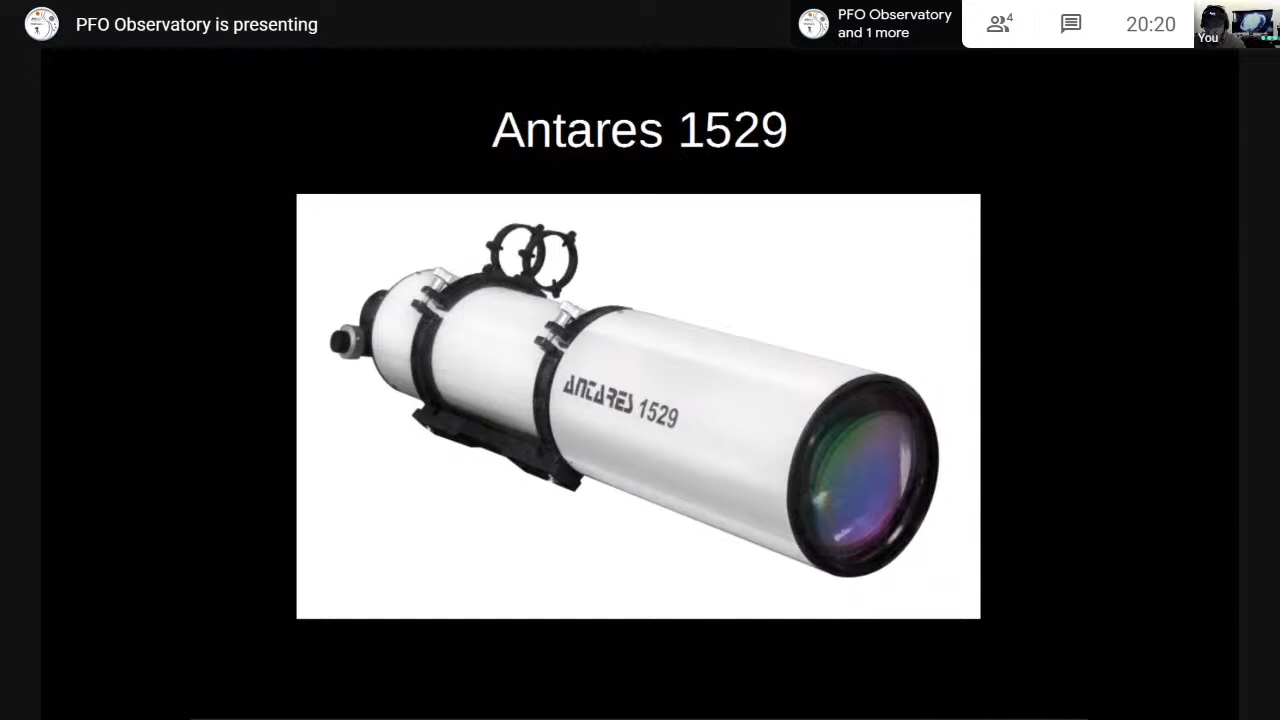 PFO Observatory is presenting
PFO Observatory
and 1 more
4
20:20
You
Antares 1529
ANTARES 1529